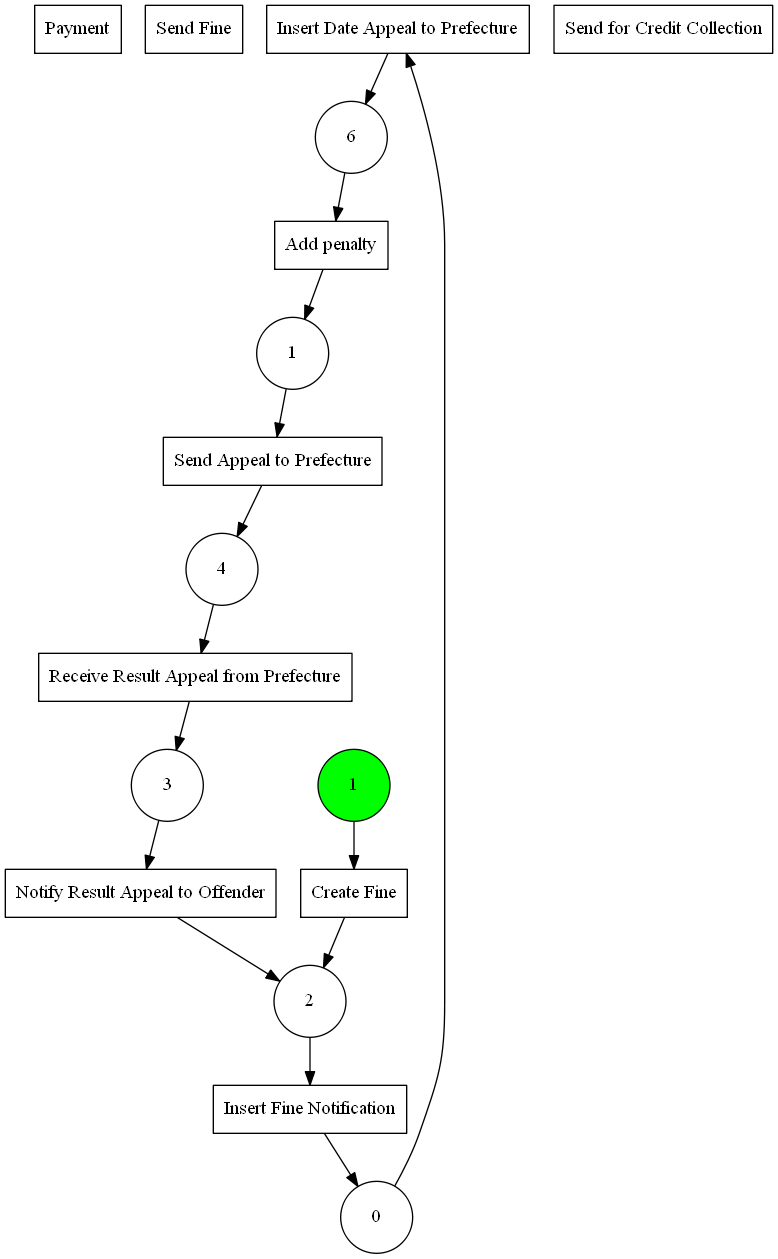 Payment
Send Fine
Insert Date Appeal to Prefecture
Send for Credit Collection
6
Add penalty
1
Send Appeal to Prefecture
4
Receive Result Appeal from Prefecture
3
1
Notify Result Appeal to Offender
Create Fine
2
Insert Fine Notification
0